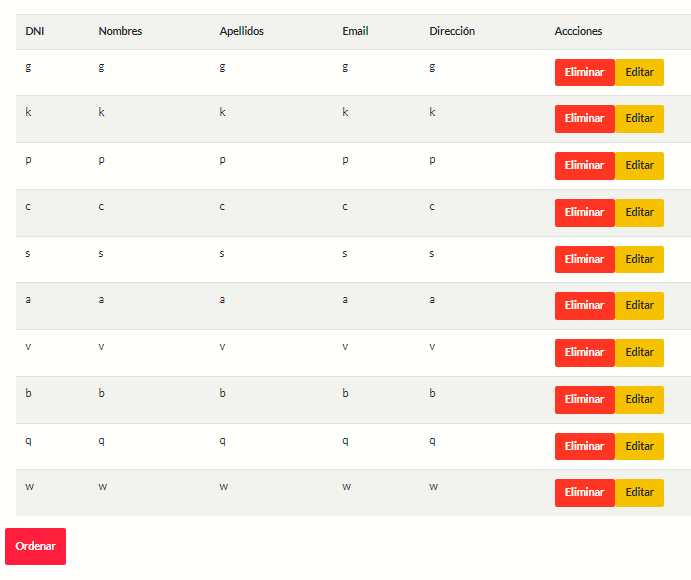 DNI Nombres Apellidos Email Dirección Accciones
g g g g g Eliminar Editar
k k k k k Eliminar Editar
p p p p p Eliminar Editar
c c c c c Eliminar Editar
s s s s s Eliminar Editar
a a a a a Eliminar Editar
v v v v v Eliminar Editar
b b b b b Eliminar Editar
q q q q q Eliminar Editar
w w w w w Eliminar Editar
Ordenar